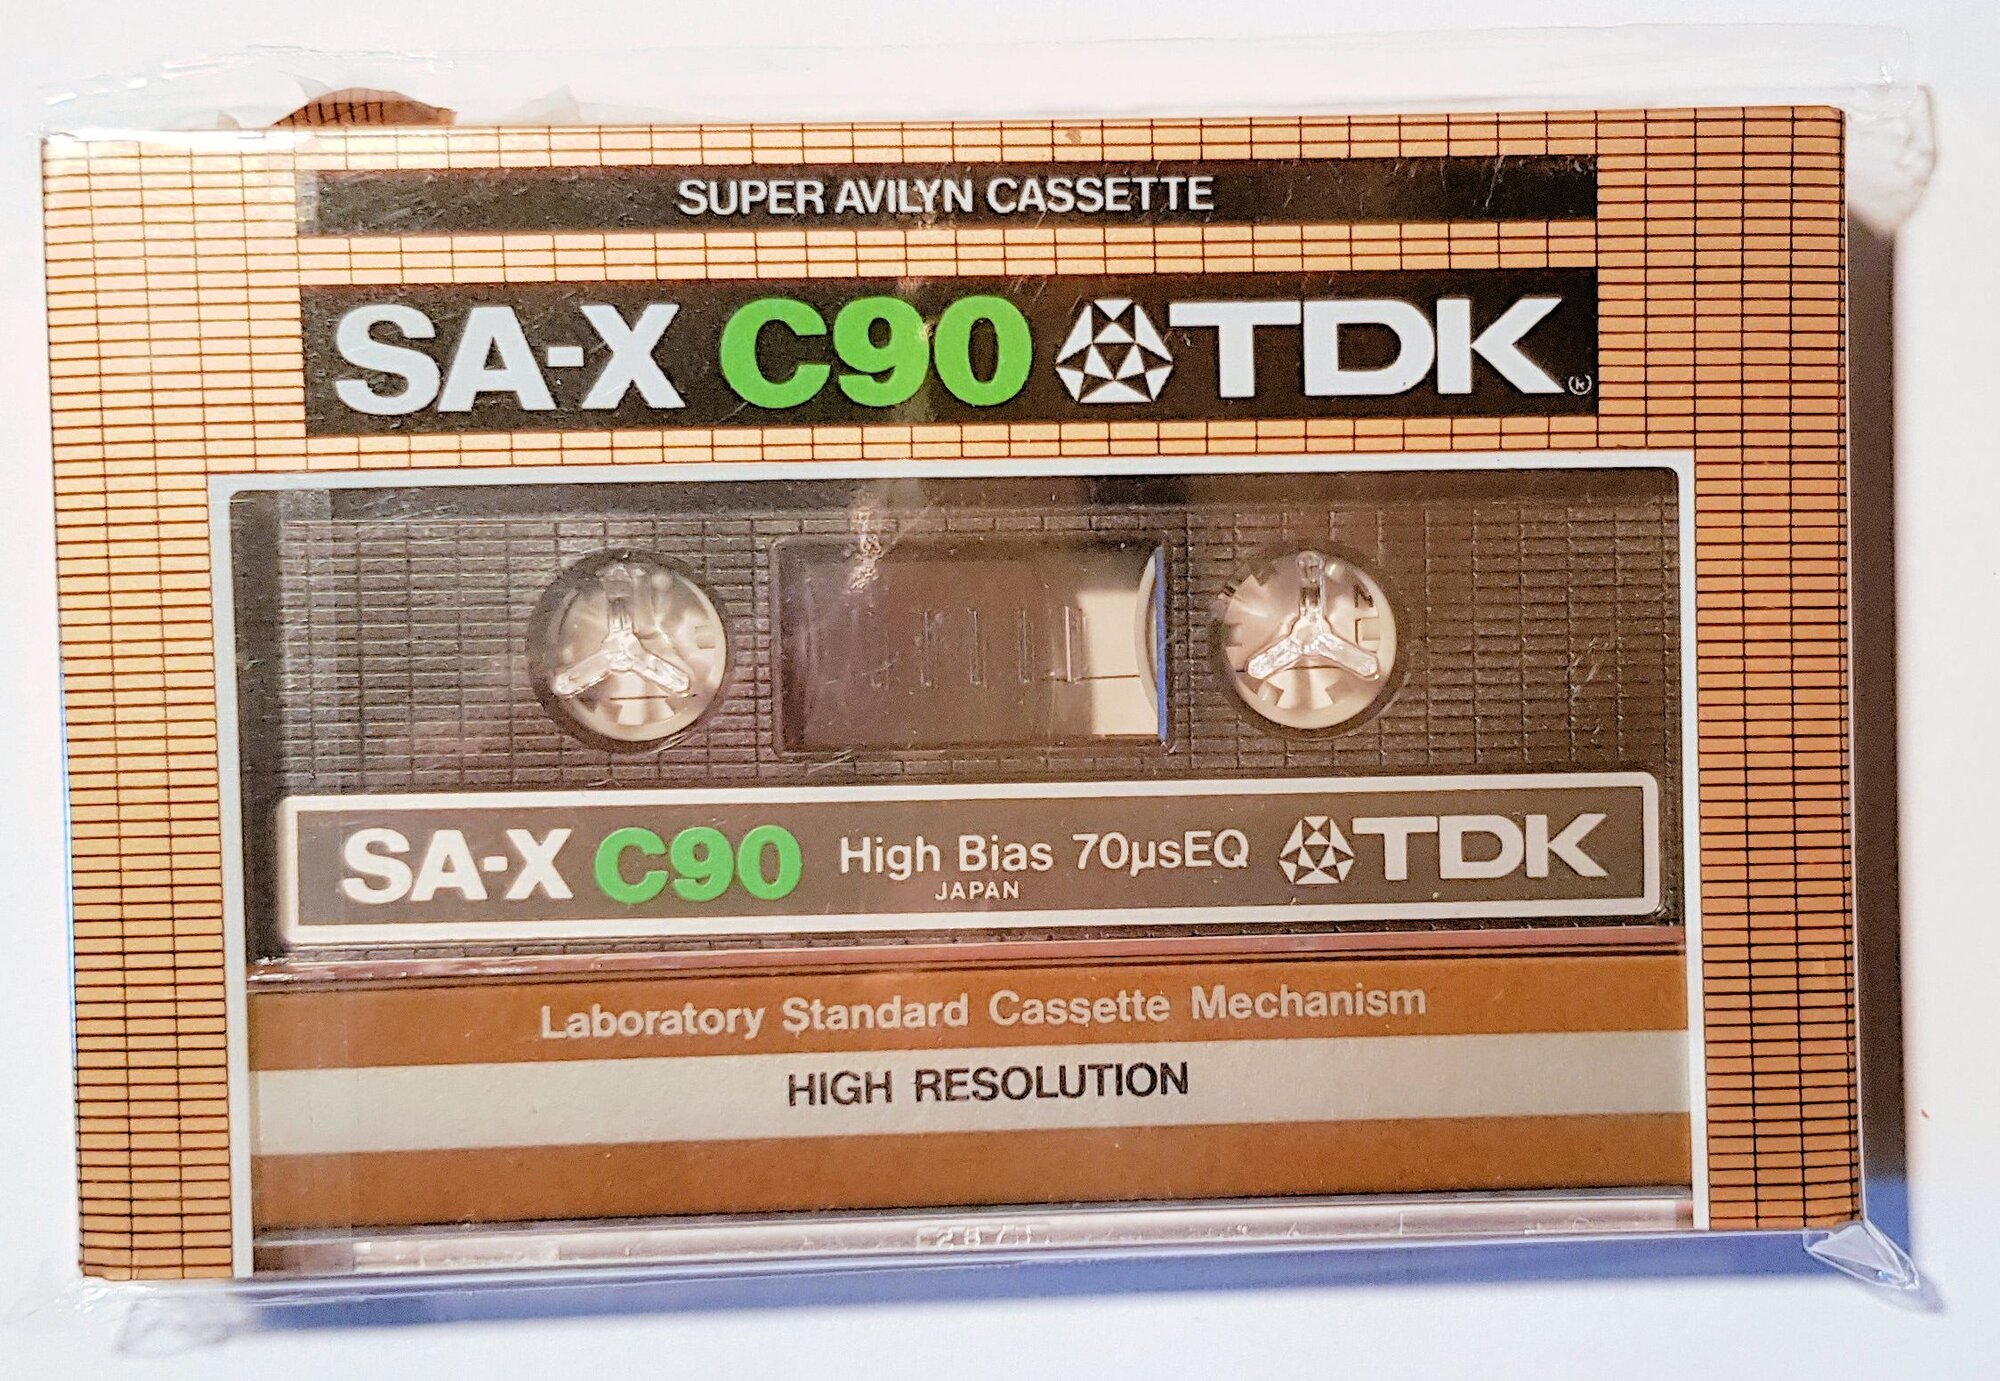 SUPER AVILYN CASSETTE
SA-X C90 TDK®
SA-X C90 High Bias 70µsEQ TDK
JAPAN
Laboratory Standard Cassette Mechanism
HIGH RESOLUTION